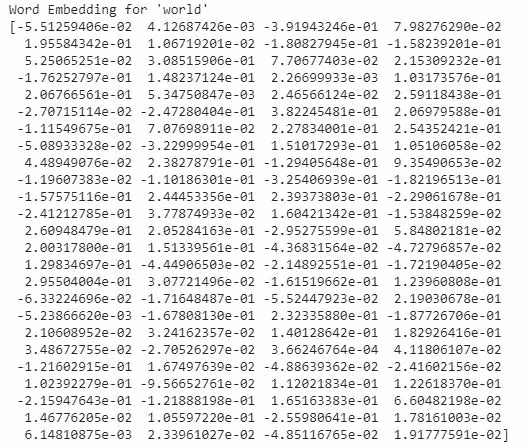 Word Embedding for 'world'
[-5.51259406e-02 4.12687426e-03 -3.91943246e-01 7.98276290e-02
1.95584342e-01 1.06719201e-02 -1.80827945e-01 -1.58239201e-01
5.25065251e-02 3.08515906e-01 7.70677403e-02 2.15309232e-01
-1.76252797e-01 1.48237124e-01 2.26699933e-03 1.03173576e-01
2.06766561e-01 5.34750847e-03 2.46566124e-02 2.59118438e-01
-2.70715114e-02 -2.47280404e-01 3.82245481e-01 2.06979588e-01
-1.11549675e-01 7.07698911e-02 2.27834001e-01 2.54352421e-01
-5.08933328e-02 -3.22999954e-01 1.51017293e-01 1.05106058e-02
4.48949076e-02 2.38278791e-01 -1.29405648e-01 9.35490653e-02
-1.19607383e-02 -1.10186301e-01 -3.25406939e-01 -1.82196513e-01
-1.57575116e-01 2.44453356e-01 2.39373803e-01 -2.29061678e-01
-2.41212785e-01 3.77874933e-02 1.60421342e-01 -1.53848259e-02
2.60948479e-01 2.05284163e-01 -2.95275599e-01 5.84802181e-02
2.00317800e-01 1.51339561e-01 -4.36831564e-02 -4.72796857e-02
1.29834697e-01 -4.44906503e-02 -2.14892551e-01 -1.72190405e-02
2.95504004e-01 3.07721496e-02 -1.61519662e-01 1.23960808e-01
-6.33224696e-02 -1.71648487e-01 -5.52447923e-02 2.19030678e-01
-5.23866620e-03 -1.67808130e-01 2.32335880e-01 -1.87726706e-01
2.10608952e-02 3.24162357e-02 1.40128642e-01 1.82926416e-01
3.48672755e-01 -2.70526297e-02 3.66246764e-04 4.11806107e-02
-1.21602915e-01 1.67497639e-02 -4.88639362e-02 -2.41602156e-02
1.02392279e-01 -9.56652761e-02 1.12021834e-01 1.22618370e-01
-2.15947643e-01 -1.21888198e-01 1.65163383e-01 6.60482198e-02
1.46776205e-02 1.05597220e-01 -2.55980641e-01 1.78161003e-02
6.14810875e-03 2.33961027e-02 -4.85116765e-02 1.91777591e-02]